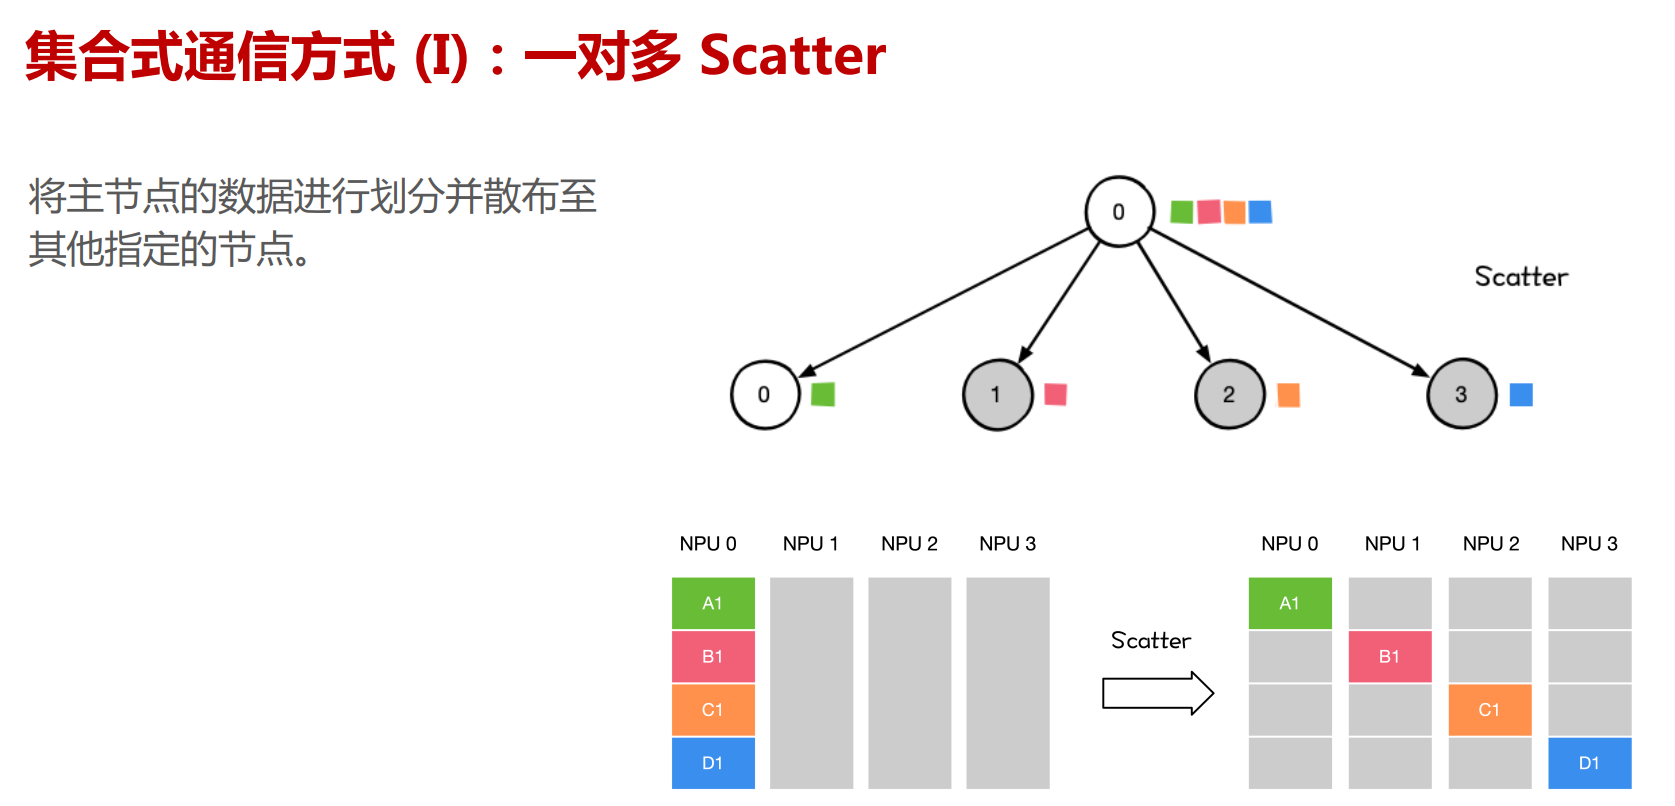 集合式通信方式 (I)：一对多 Scatter
将主节点的数据进行划分并散布至
其他指定的节点。
0
Scatter
0 1 2 3
NPU 0 NPU 1 NPU 2 NPU 3
A1
B1
C1
D1
Scatter
NPU 0 NPU 1 NPU 2 NPU 3
A1
B1
C1
D1